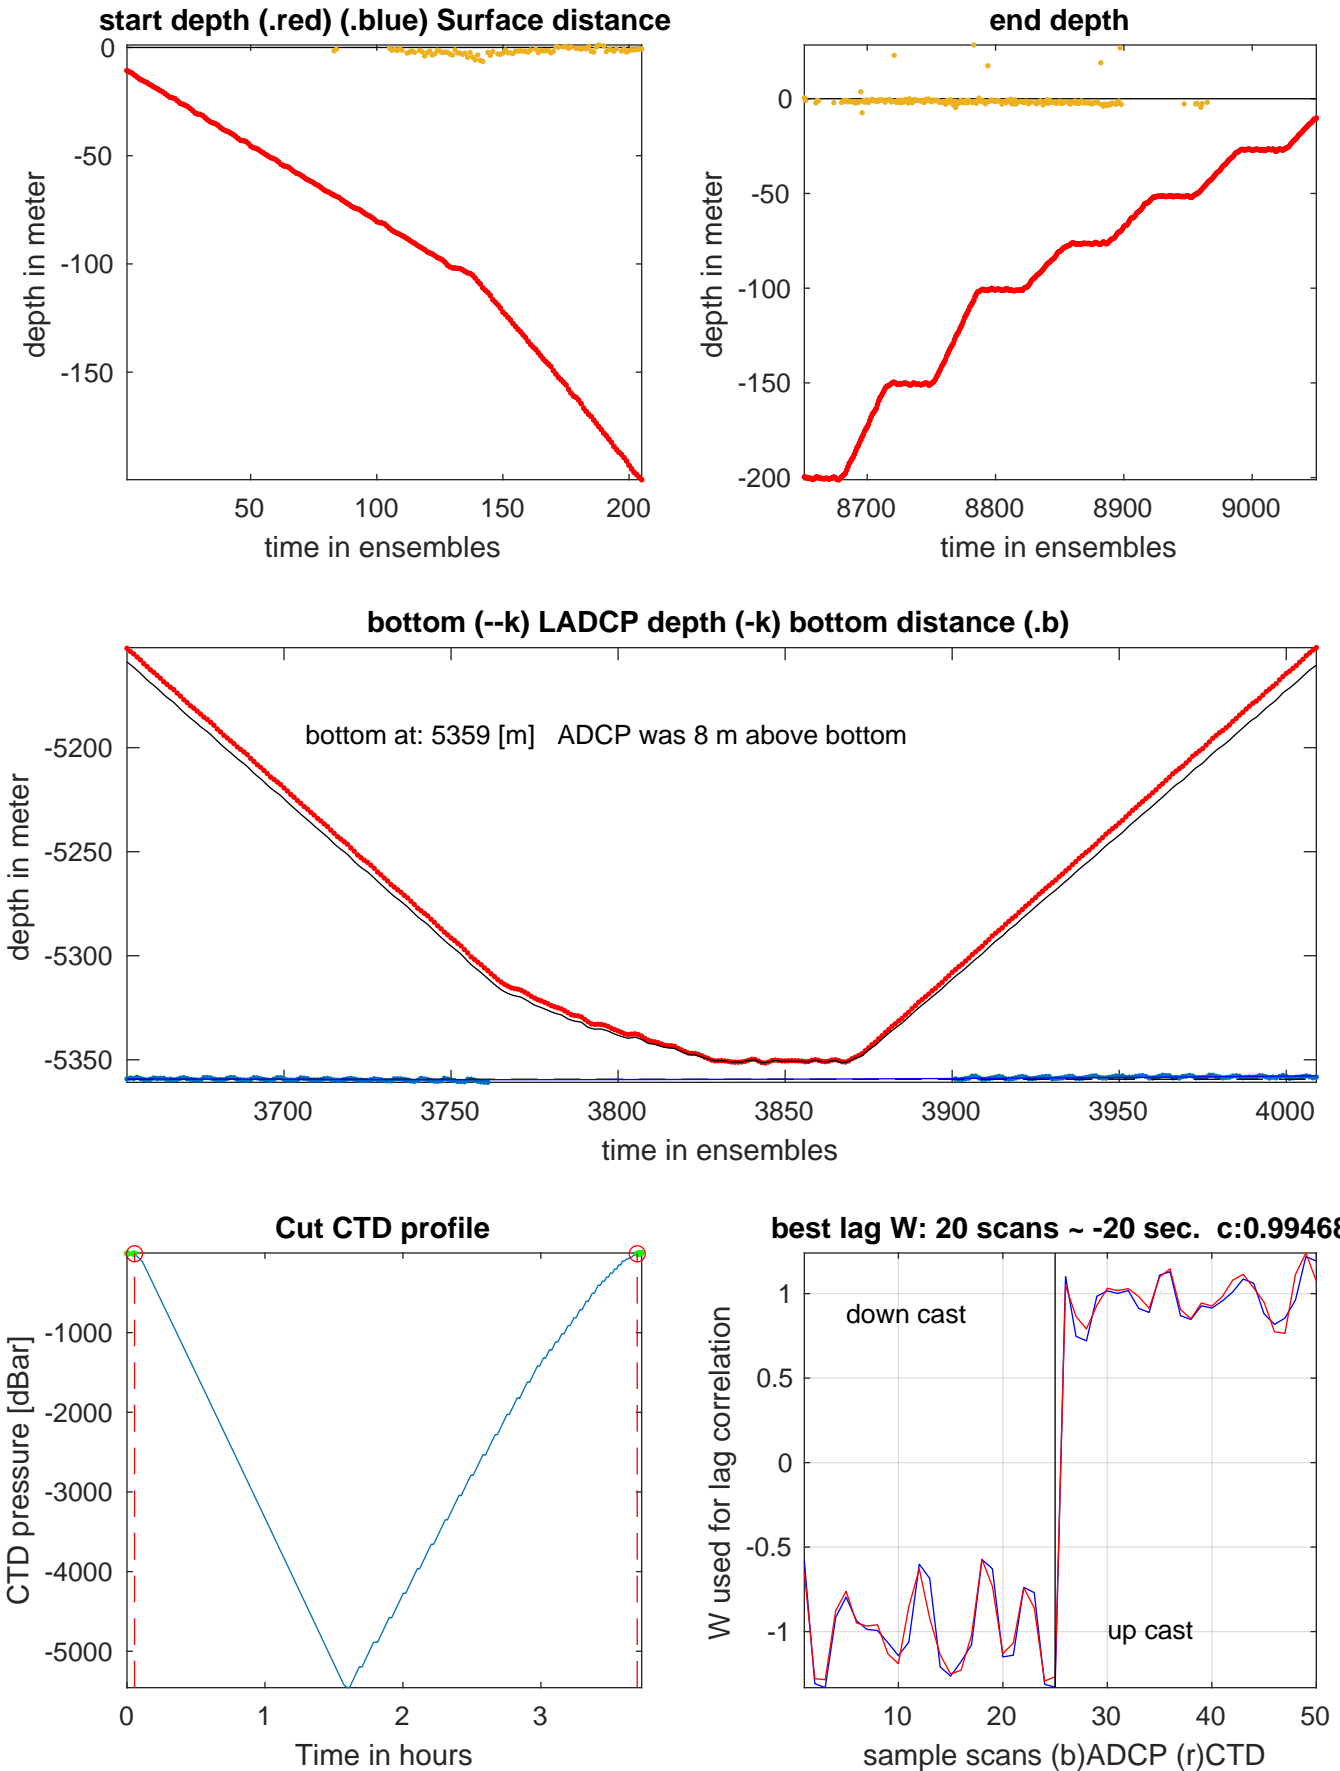 start depth (.red) (.blue) Surface distance
0
-50
-100
-150
depth in meter
50
100
150
200
time in ensembles
end depth
0
-50
-100
-150
-200
depth in meter
8700
8800
8900
9000
time in ensembles
bottom (--k) LADCP depth (-k) bottom distance (.b)
bottom at: 5359 [m]   ADCP was 8 m above bottom
-5200
-5250
-5300
-5350
depth in meter
3700
3750
3800
3850
3900
3950
4000
time in ensembles
Cut CTD profile
-1000
-2000
-3000
-4000
-5000
CTD pressure [dBar]
0
1
2
3
Time in hours
best lag W: 20 scans ~ -20 sec.  c:0.99468
down cast
up cast
1
0.5
0
-0.5
-1
W used for lag correlation
10
20
30
40
50
sample scans (b)ADCP (r)CTD